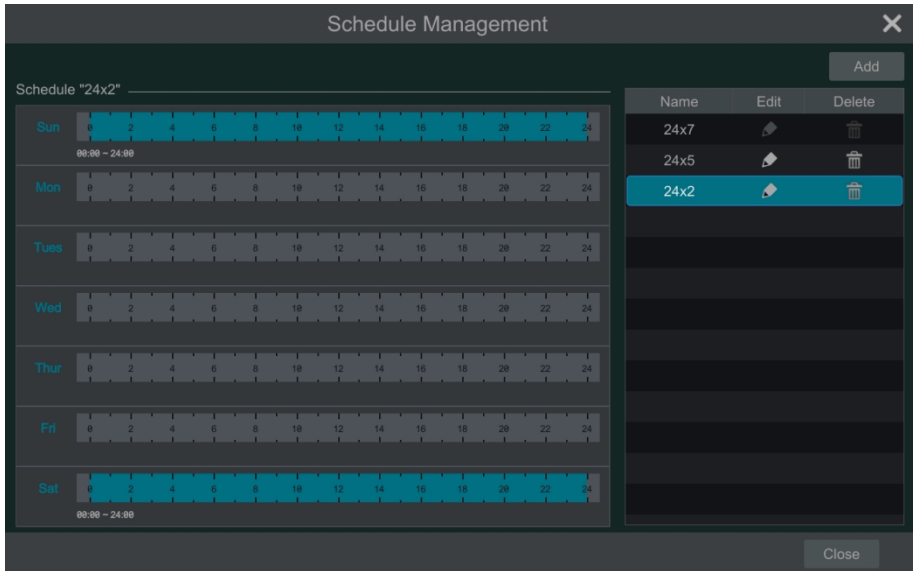 Schedule Management
Add
Schedule "24x2"
Sun 0 2 4 6 8 10 12 14 16 18 20 22 24
00:00 ~ 24:00
Mon 0 2 4 6 8 10 12 14 16 18 20 22 24
Tues 0 2 4 6 8 10 12 14 16 18 20 22 24
Wed 0 2 4 6 8 10 12 14 16 18 20 22 24
Thur 0 2 4 6 8 10 12 14 16 18 20 22 24
Fri 0 2 4 6 8 10 12 14 16 18 20 22 24
Sat 0 2 4 6 8 10 12 14 16 18 20 22 24
00:00 ~ 24:00
Name Edit Delete
24x7
24x5
24x2
Close